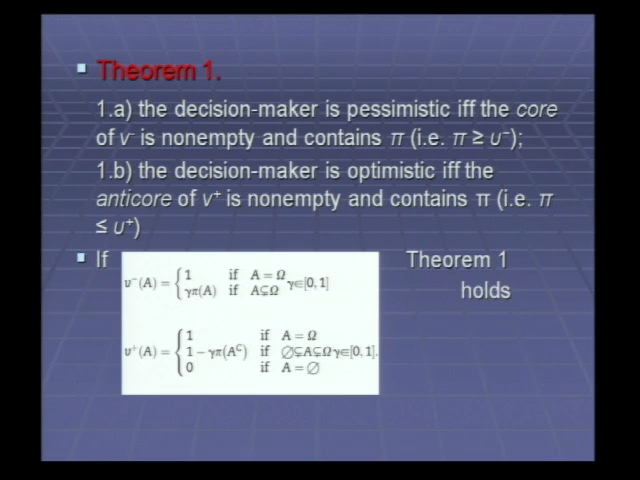 Theorem 1.
1.a) the decision-maker is pessimistic iff the core
of v⁻ is nonempty and contains π (i.e. π ≥ υ⁻);
1.b) the decision-maker is optimistic iff the
anticore of v⁺ is nonempty and contains π (i.e. π
≤ υ⁺)
If Theorem 1
holds
υ⁻(A) = { 1 if A = Ω
γπ(A) if A⊊Ω γ∈[0,1]
υ⁺(A) = { 1 if A = Ω
1 − γπ(Aᶜ) if ∅⊊A⊊Ω γ∈[0,1].
0 if A = ∅